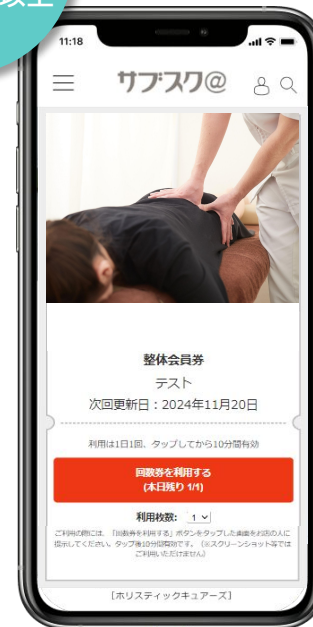 以上
11:18
サブスク@
整体会員券
テスト
次回更新日：2024年11月20日
利用は1日1回、タップしてから10分間有効
回数券を利用する
(本日残り 1/1)
利用枚数: 1
ご利用の際には、「回数券を利用する」ボタンをタップした画面をお店の人に
提示してください。タップ後10分間有効です。（※スクリーンショット等では
ご利用いただけません）
[ホリスティックキュアーズ]